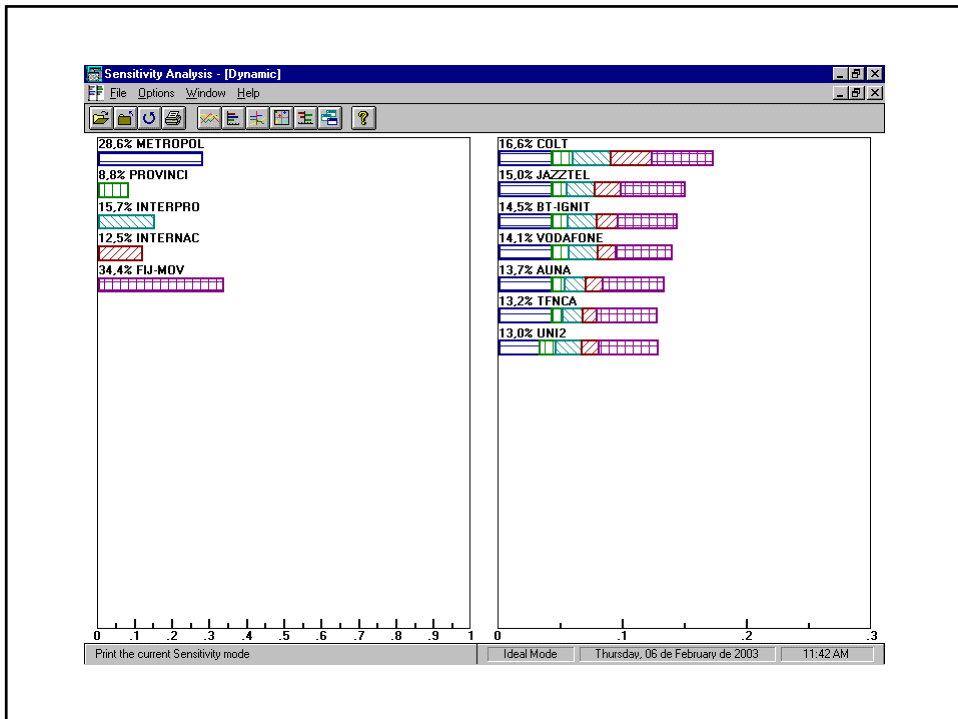 Sensitivity Analysis - [Dynamic]
File Options Window Help
28,6% METROPOL
8,8% PROVINCI
15,7% INTERPRO
12,5% INTERNAC
34,4% FIJ-MOV
0 .1 .2 .3 .4 .5 .6 .7 .8 .9 1
16,6% COLT
15,0% JAZZTEL
14,5% BT-IGNIT
14,1% VODAFONE
13,7% AUNA
13,2% TFNCA
13,0% UNI2
0 .1 .2 .3
Print the current Sensitivity mode
Ideal Mode
Thursday, 06 de February de 2003
11:42 AM